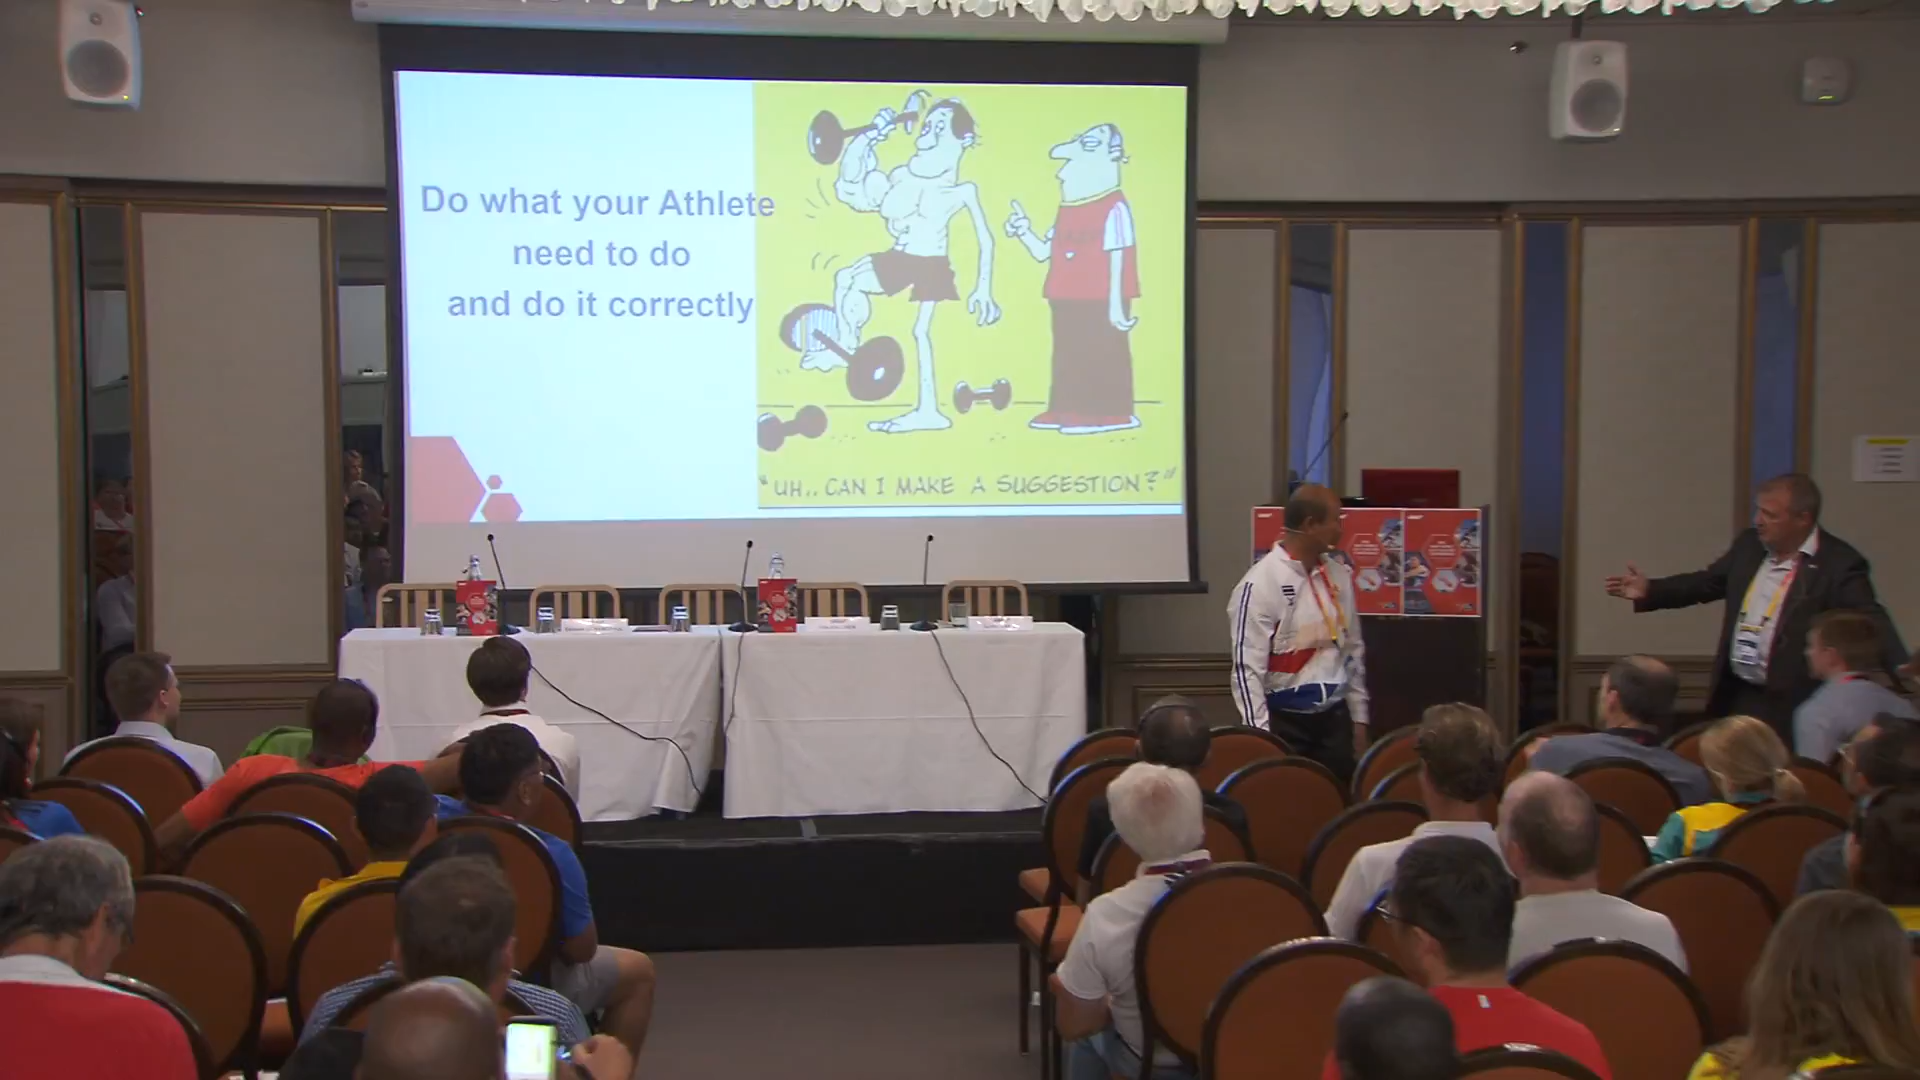 Do what your Athlete
need to do
and do it correctly
"UH.. CAN I MAKE A SUGGESTION?"